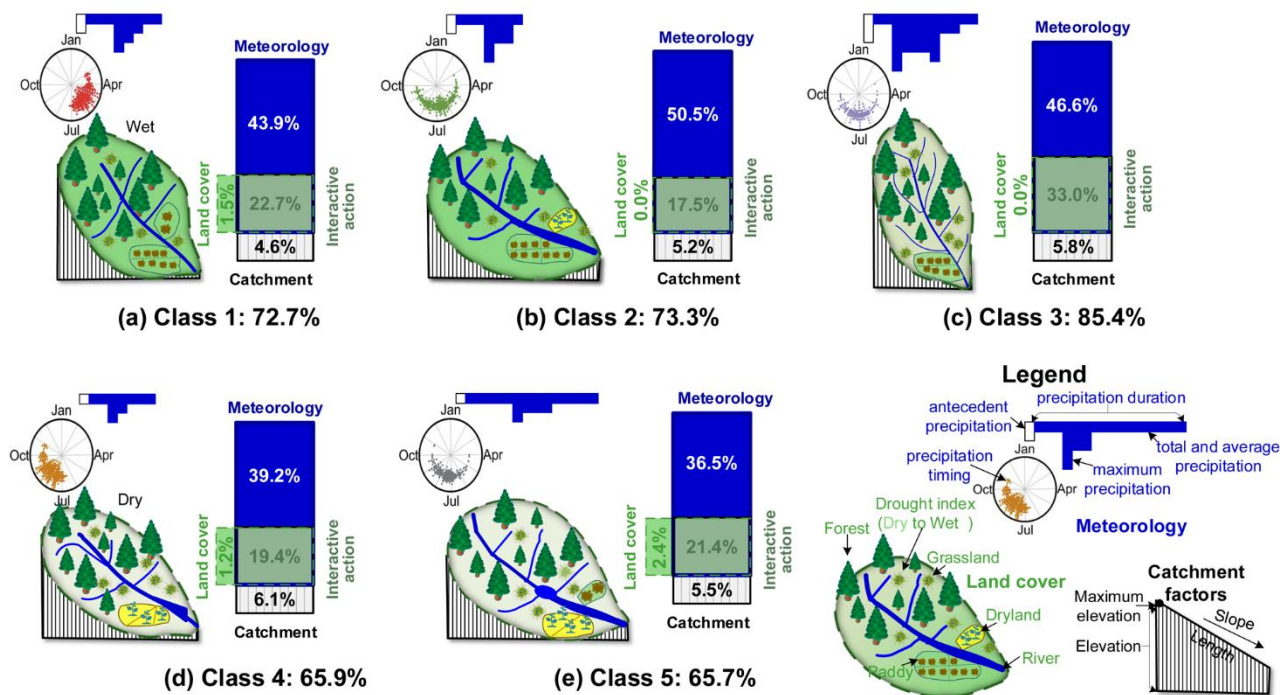 Jan
Oct
Apr
Jul
Wet
Meteorology
43.9%
Land cover
1.5%
22.7%
Interactive
action
4.6%
Catchment
(a) Class 1: 72.7%
Jan
Oct
Apr
Jul
Meteorology
50.5%
Land cover
0.0%
17.5%
Interactive
action
5.2%
Catchment
(b) Class 2: 73.3%
Jan
Oct
Apr
Jul
Meteorology
46.6%
Land cover
0.0%
33.0%
Interactive
action
5.8%
Catchment
(c) Class 3: 85.4%
Jan
Oct
Apr
Jul
Dry
Meteorology
39.2%
Land cover
1.2%
19.4%
Interactive
action
6.1%
Catchment
(d) Class 4: 65.9%
Jan
Oct
Apr
Jul
Meteorology
36.5%
Land cover
2.4%
21.4%
Interactive
action
5.5%
Catchment
(e) Class 5: 65.7%
Legend
antecedent
precipitation
precipitation duration
total and average
precipitation
maximum
precipitation
precipitation
timing
Jan
Oct
Apr
Jul
Meteorology
Drought index
(Dry to Wet )
Forest
Grassland
Land cover
Dryland
River
Paddy
Catchment
factors
Maximum
elevation
Elevation
Slope
Length